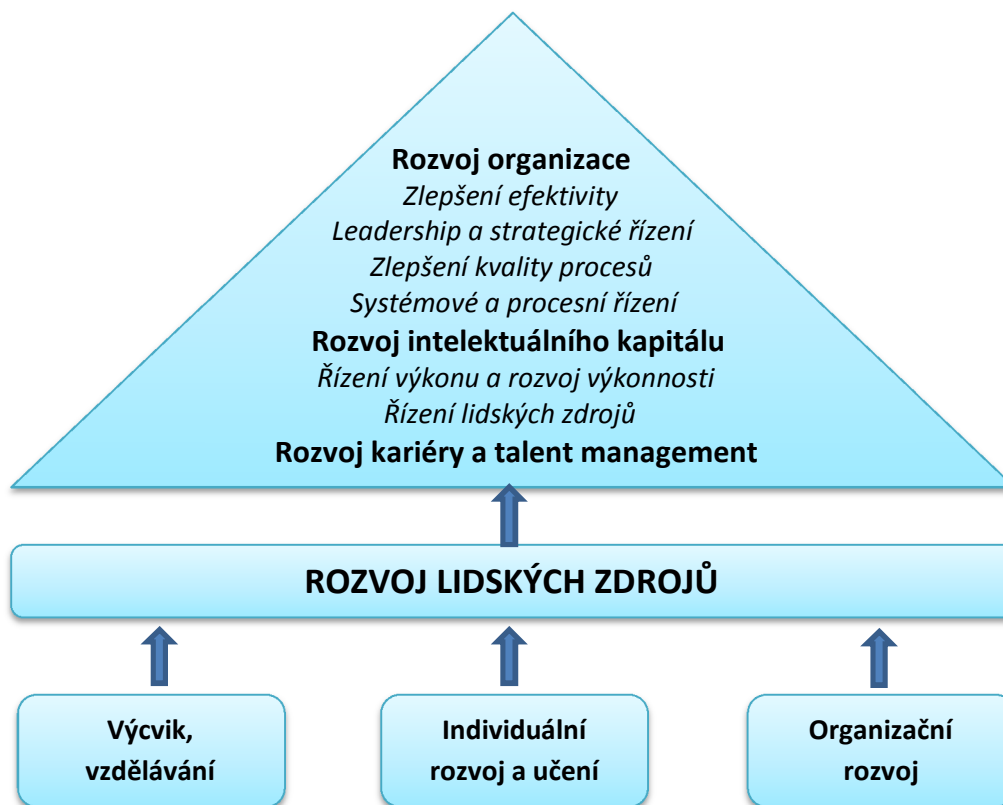 Rozvoj organizace
Zlepšení efektivity
Leadership a strategické řízení
Zlepšení kvality procesů
Systémové a procesní řízení
Rozvoj intelektuálního kapitálu
Řízení výkonu a rozvoj výkonnosti
Řízení lidských zdrojů
Rozvoj kariéry a talent management
ROZVOJ LIDSKÝCH ZDROJŮ
Výcvik,
vzdělávání
Individuální
rozvoj a učení
Organizační
rozvoj